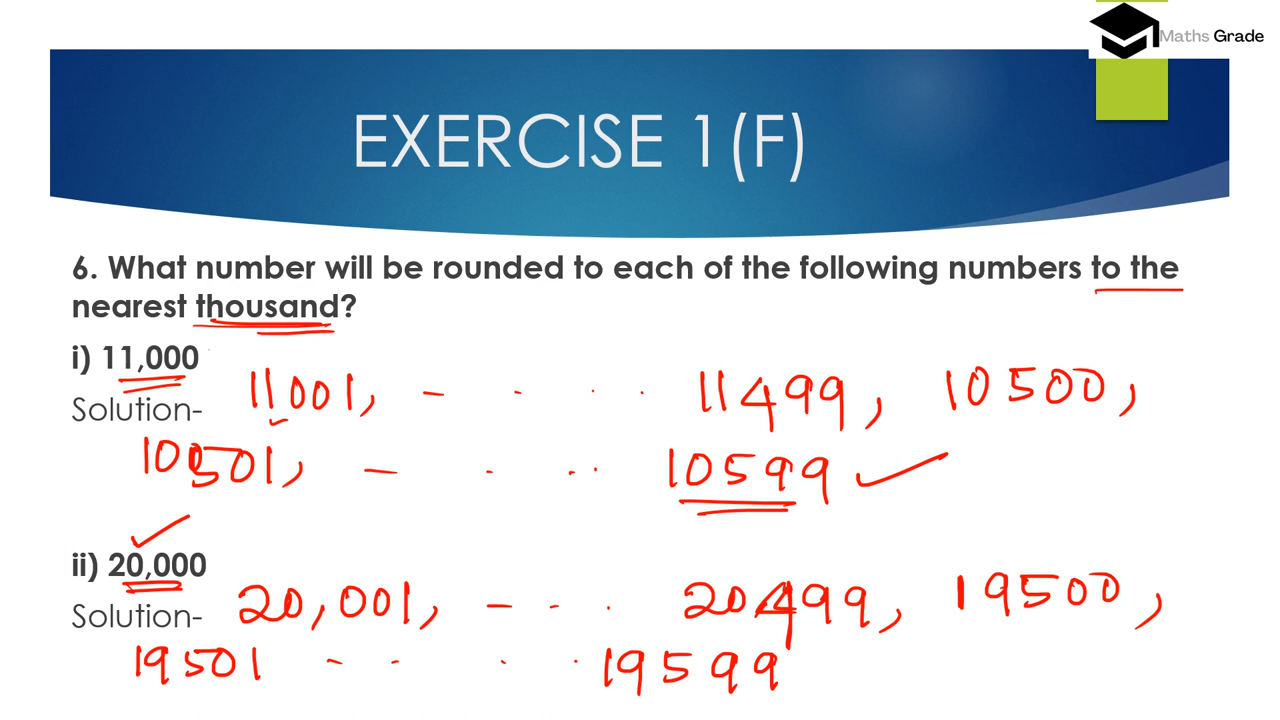 Maths Grade
EXERCISE 1(F)
6. What number will be rounded to each of the following numbers to the
nearest thousand?
i) 11,000
Solution- 11001, - . . . 11499, 10500,
100501, - . .. 10599
ii) 20,000
Solution- 20,001, - . . 20499, 19500,
19501 - . . . 19599